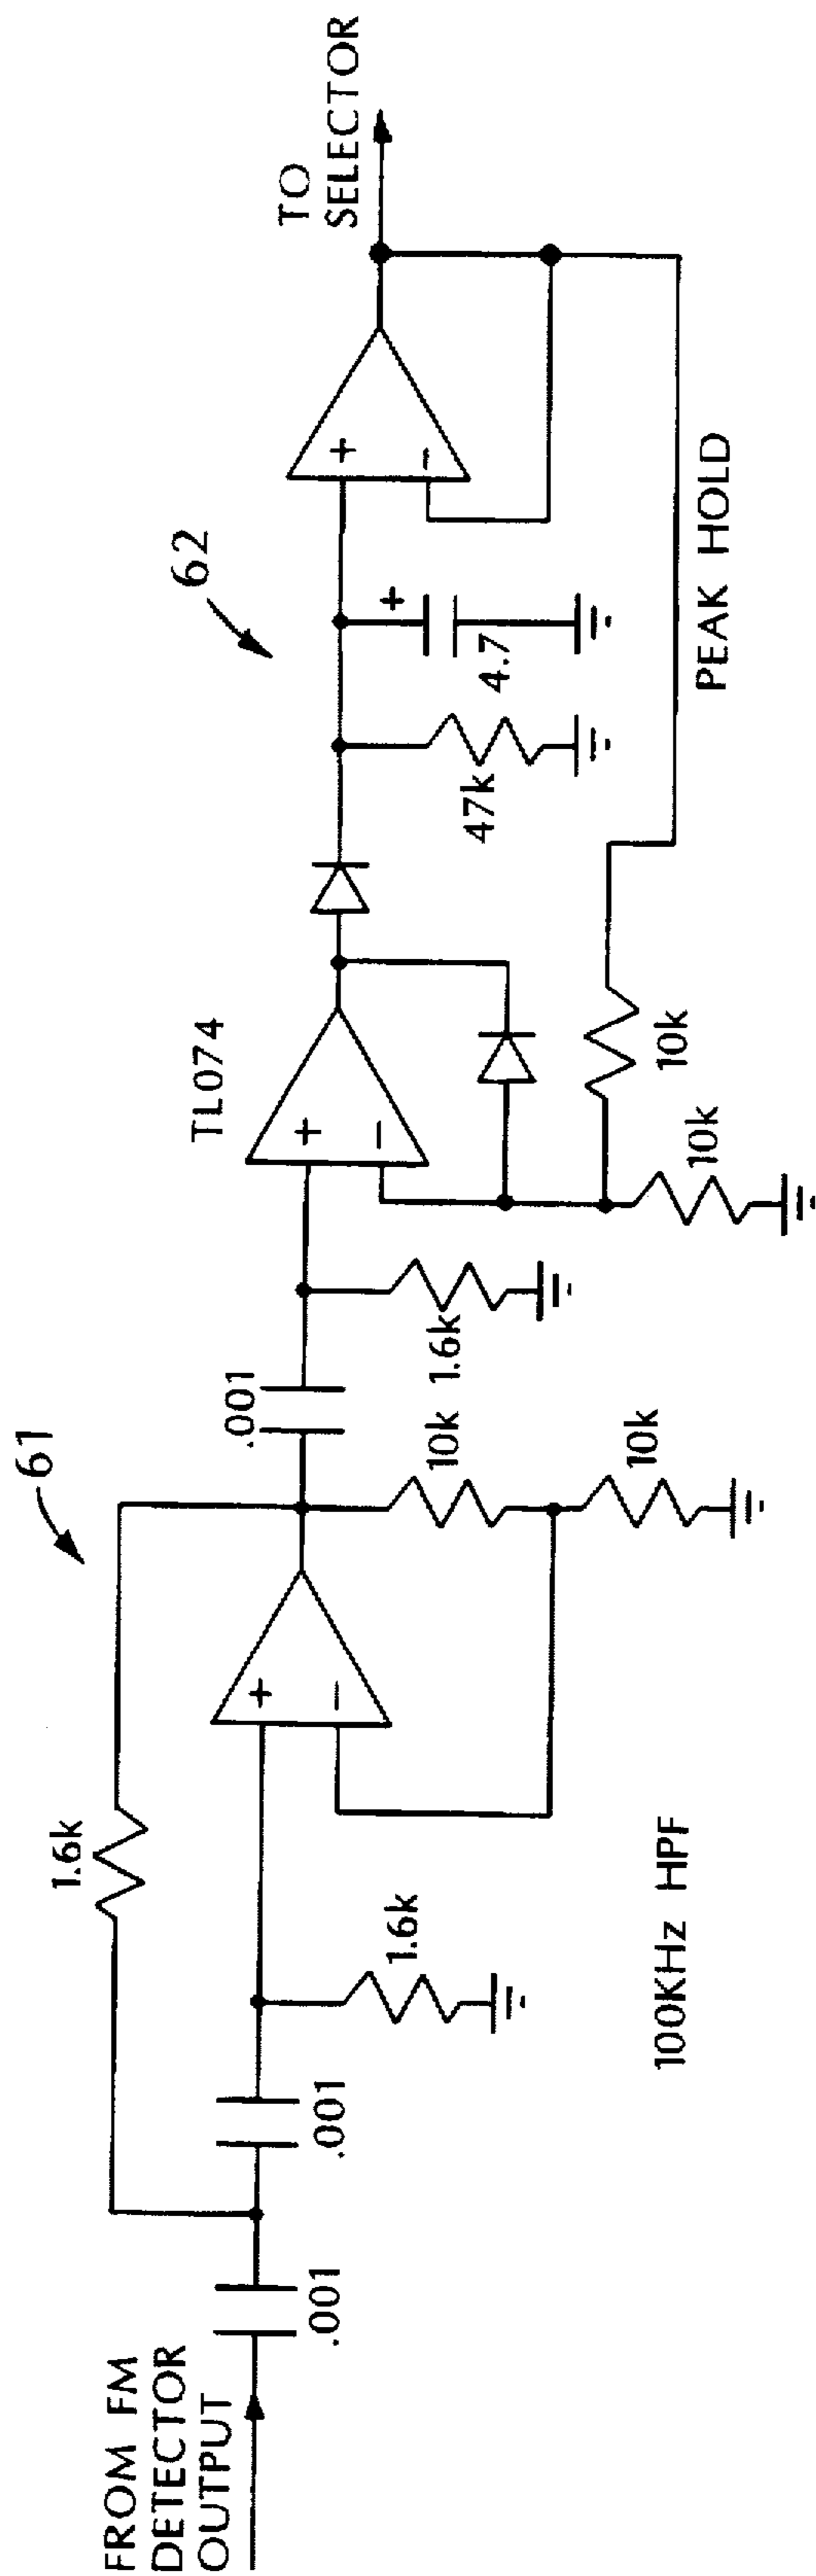 FROM FM
DETECTOR
OUTPUT
.001
.001
1.6k
1.6k
61
+
−
10k
10k
.001
1.6k
TL074
+
−
10k
10k
62
47k
+
4.7
+
−
TO
SELECTOR
PEAK HOLD
100KHz HPF